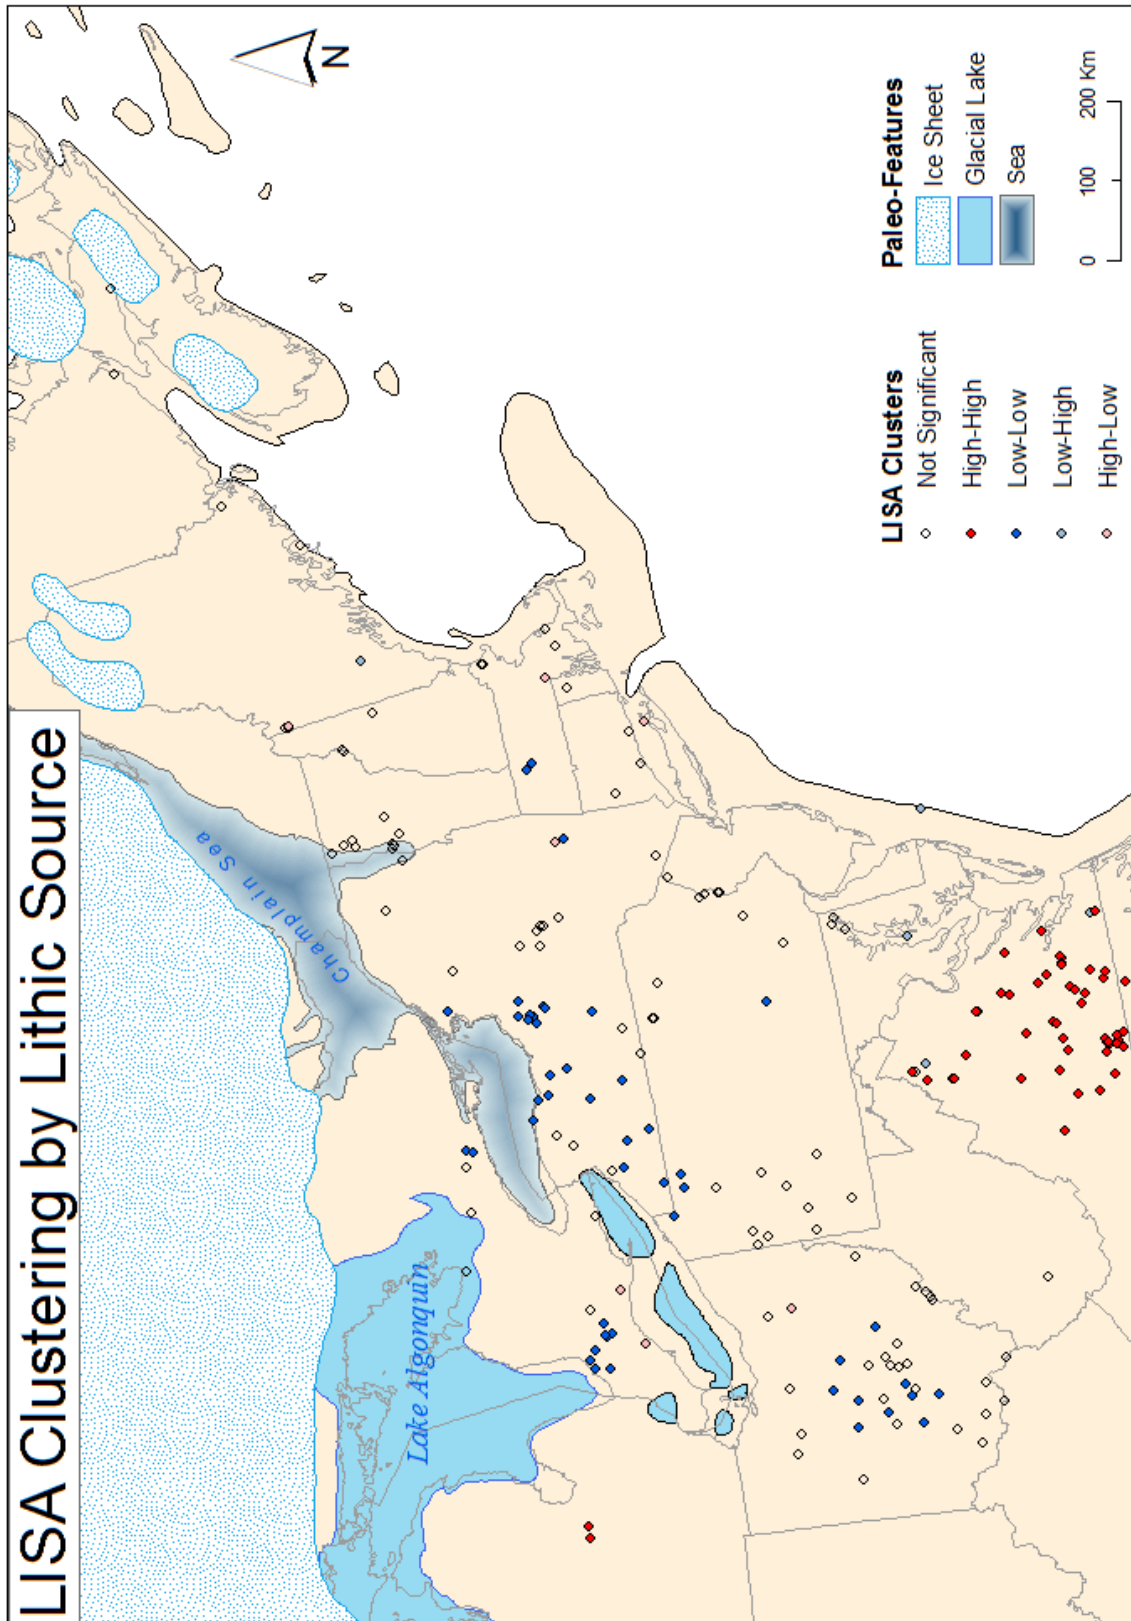 LISA Clustering by Lithic Source
Champlain Sea
Lake Algonquin
N
LISA Clusters
Not Significant
High-High
Low-Low
Low-High
High-Low
Paleo-Features
Ice Sheet
Glacial Lake
Sea
0 100 200 Km